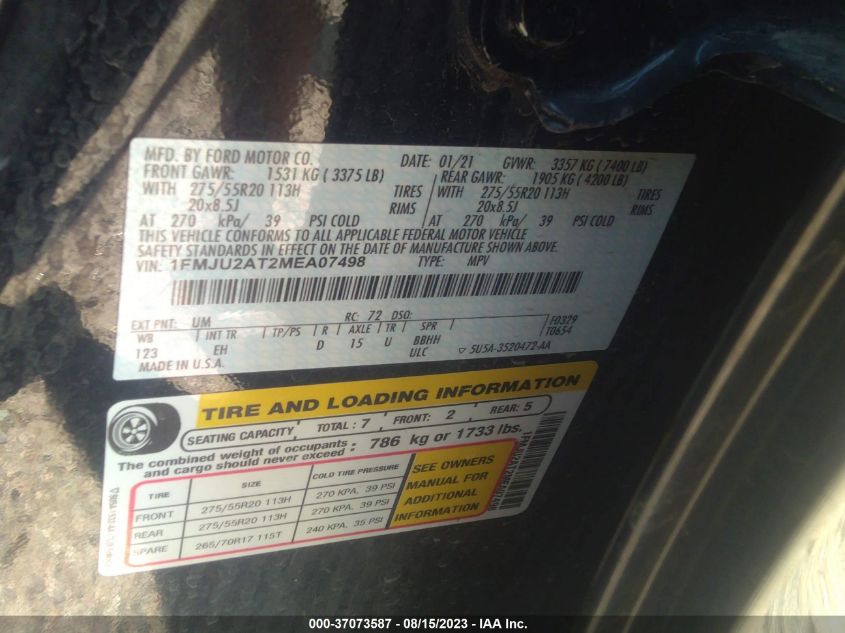 MFD. BY FORD MOTOR CO. DATE: 01/21 GVWR: 3357 KG (7400 LB)
FRONT GAWR: 1531 KG (3375 LB) REAR GAWR: 1905 KG (4200 LB)
WITH 275/55R20 113H TIRES WITH 275/55R20 113H TIRES
20x8.5J RIMS 20x8.5J RIMS
AT 270 kPa/ 39 PSI COLD AT 270 kPa/ 39 PSI COLD
THIS VEHICLE CONFORMS TO ALL APPLICABLE FEDERAL MOTOR VEHICLE
SAFETY STANDARDS IN EFFECT ON THE DATE OF MANUFACTURE SHOWN ABOVE.
VIN: 1FMJU2AT2MEA07498 TYPE: MPV
EXT PNT: UM RC: 72 DSO: F0329
WB INT TR TP/PS R AXLE TR SPR T0654
123 EH D 15 U BBHH
MADE IN U.S.A. ULC 5U5A-3520472-AA
TIRE AND LOADING INFORMATION
SEATING CAPACITY TOTAL: 7 FRONT: 2 REAR: 5
The combined weight of occupants and cargo should never exceed: 786 kg or 1733 lbs.
TIRE SIZE COLD TIRE PRESSURE
FRONT 275/55R20 113H 270 KPA, 39 PSI
REAR 275/55R20 113H 270 KPA, 39 PSI
SPARE 265/70R17 115T 240 KPA, 35 PSI
SEE OWNERS
MANUAL FOR
ADDITIONAL
INFORMATION
1FMJU2AT2MEA07498
000-37073587 - 08/15/2023 - IAA Inc.